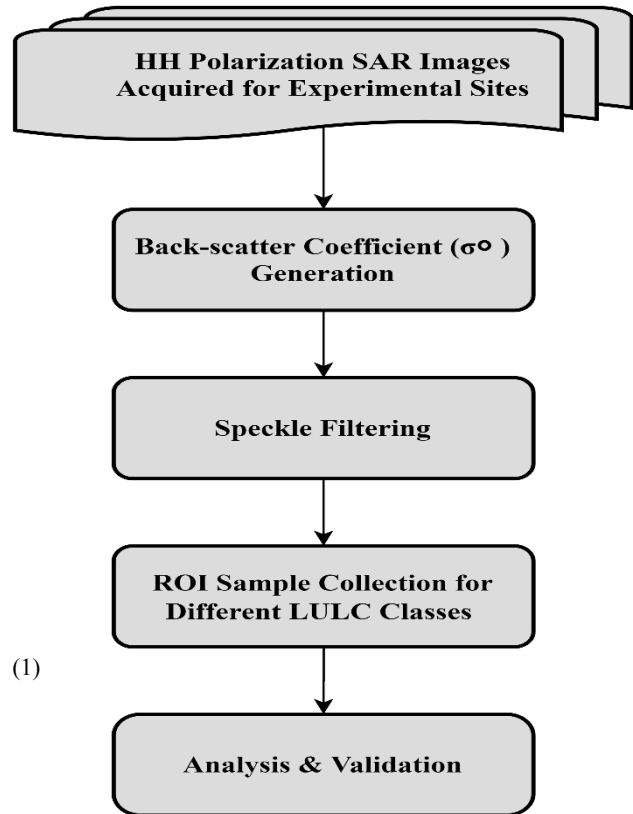 HH Polarization SAR Images
Acquired for Experimental Sites
Back-scatter Coefficient (σ⁰ )
Generation
Speckle Filtering
ROI Sample Collection for
Different LULC Classes
(1)
Analysis & Validation